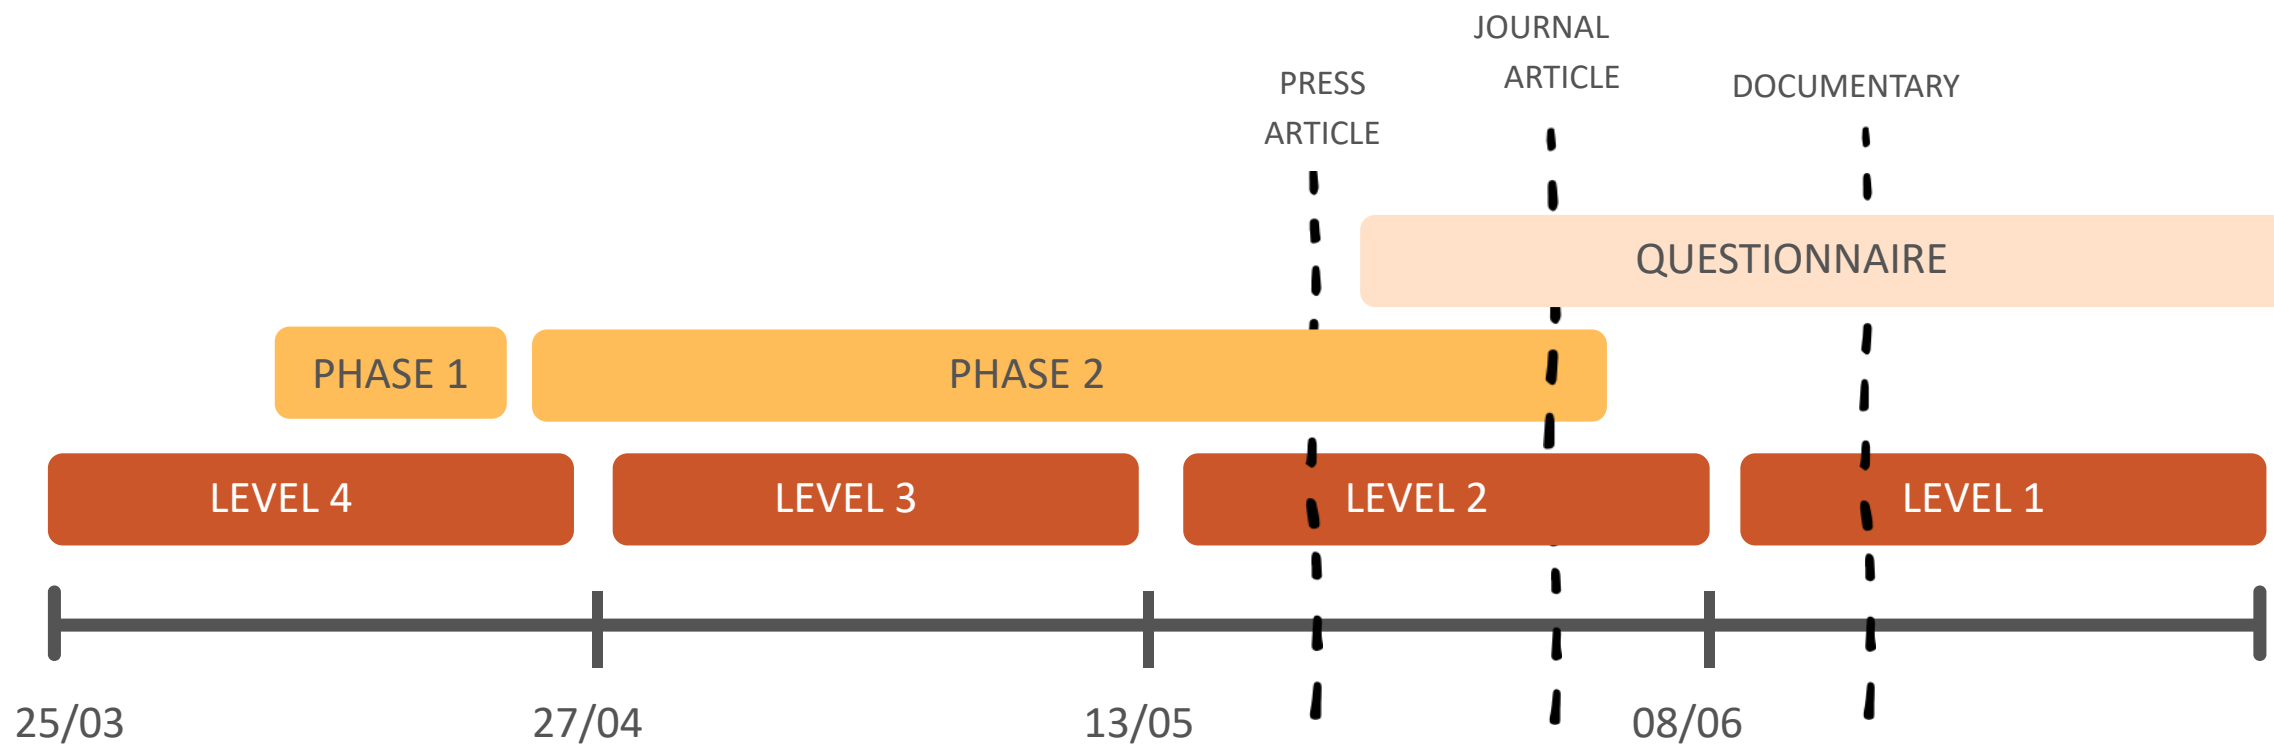 JOURNAL
ARTICLE
PRESS
ARTICLE
DOCUMENTARY
QUESTIONNAIRE
PHASE 1
PHASE 2
LEVEL 4
LEVEL 3
LEVEL 2
LEVEL 1
25/03
27/04
13/05
08/06